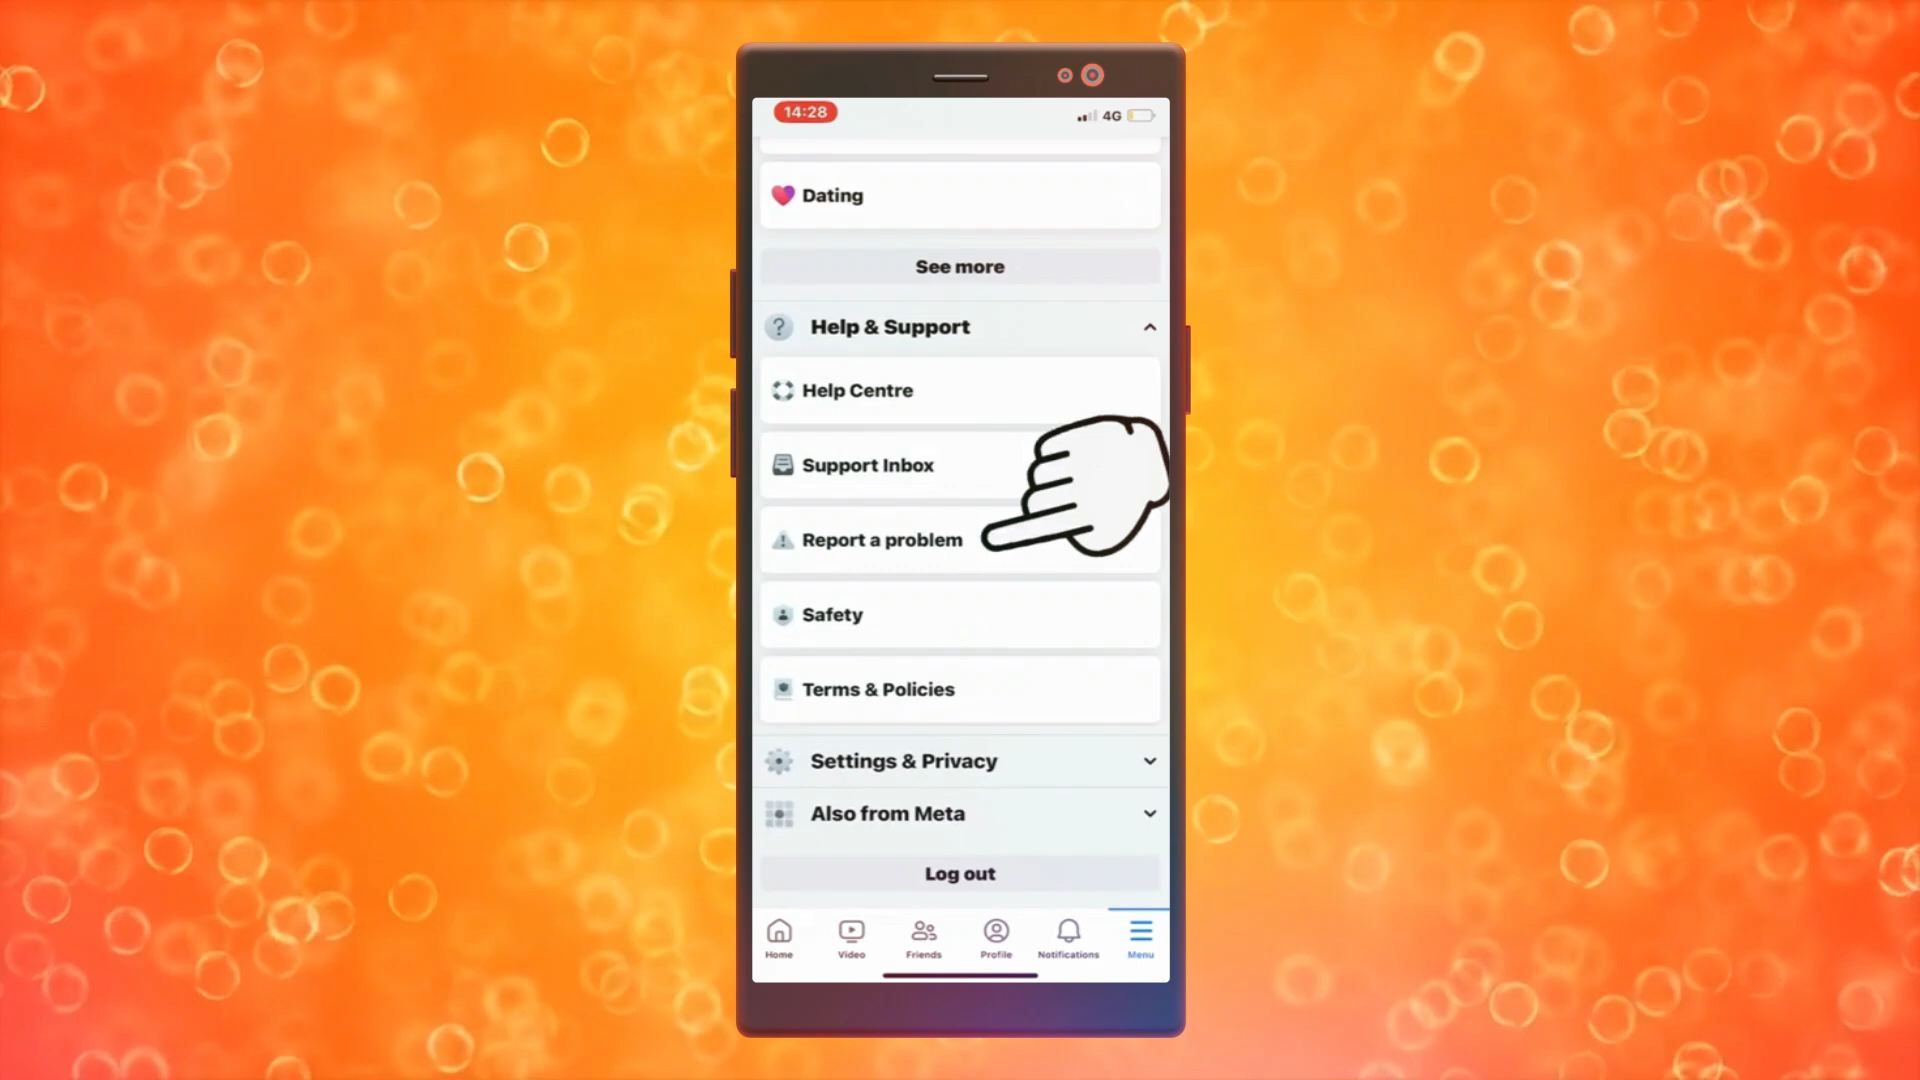 14:28
4G
Dating
See more
Help & Support
Help Centre
Support Inbox
Report a problem
Safety
Terms & Policies
Settings & Privacy
Also from Meta
Log out
Home Video Friends Profile Notifications Menu